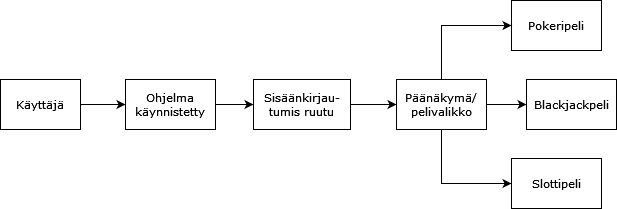 Pokeripeli
Käyttäjä
Ohjelma
käynnistetty
Sisäänkirjau-
tumis ruutu
Päänäkymä/
pelivalikko
Blackjackpeli
Slottipeli